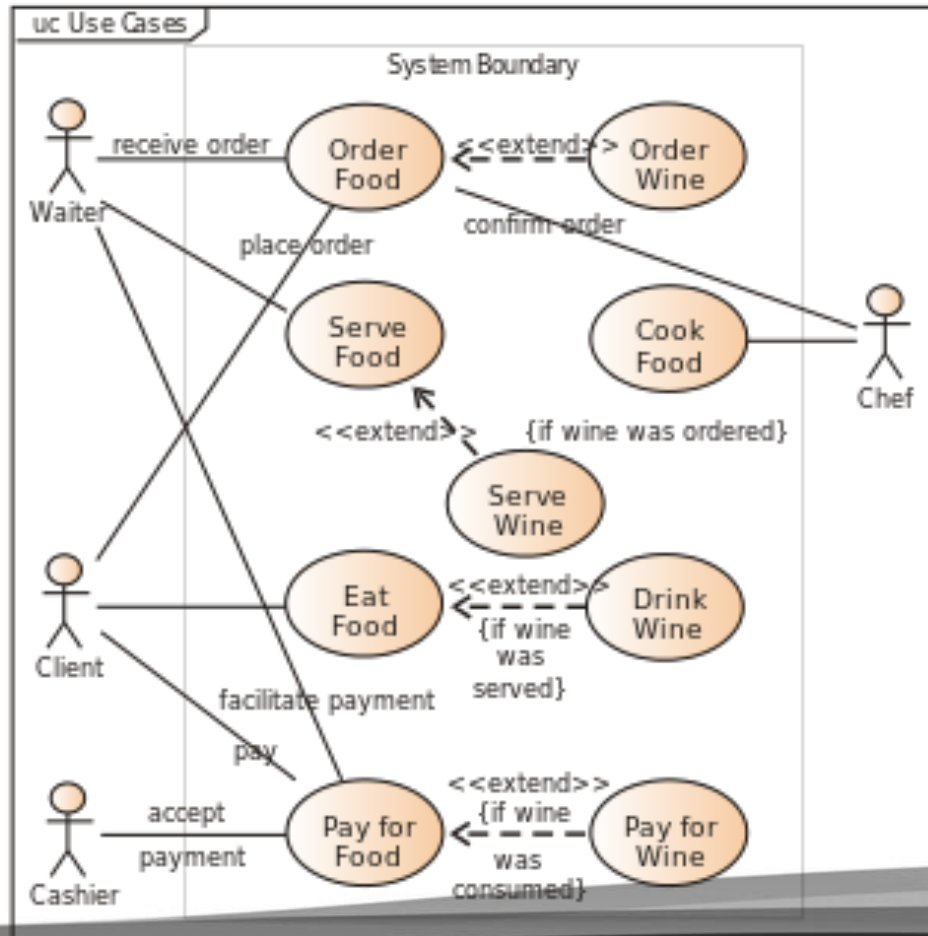 uc Use Cases
System Boundary
receive order
Order
Food
<<extend>>
Order
Wine
Waiter
place order
confirm order
Serve
Food
Cook
Food
Chef
<<extend>>
{if wine was ordered}
Serve
Wine
Eat
Food
<<extend>>
{if wine
was
served}
Drink
Wine
Client
facilitate payment
pay
accept
payment
Cashier
Pay for
Food
<<extend>>
{if wine
was
consumed}
Pay for
Wine